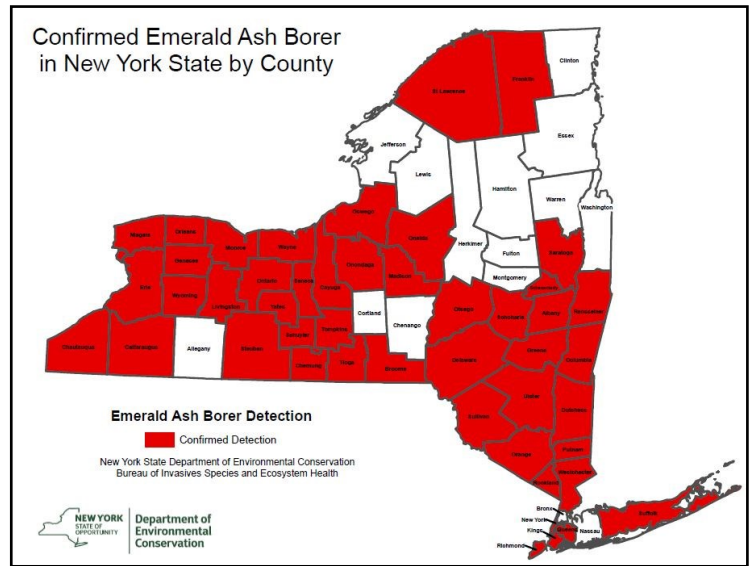 Confirmed Emerald Ash Borer
in New York State by County
Clinton
St Lawrence
Franklin
Essex
Jefferson
Lewis
Hamilton
Warren
Washington
Oswego
Oneida
Herkimer
Fulton
Saratoga
Montgomery
Niagara
Orleans
Monroe
Wayne
Genesee
Onondaga
Madison
Erie
Wyoming
Livingston
Ontario
Seneca
Cayuga
Yates
Cortland
Chenango
Otsego
Schoharie
Albany
Rensselaer
Chautauqua
Cattaraugus
Allegany
Steuben
Schuyler
Tompkins
Chemung
Tioga
Broome
Delaware
Greene
Columbia
Ulster
Dutchess
Sullivan
Orange
Putnam
Westchester
Rockland
Bronx
New York
Kings
Queens
Nassau
Suffolk
Richmond
Emerald Ash Borer Detection
Confirmed Detection
New York State Department of Environmental Conservation
Bureau of Invasives Species and Ecosystem Health
NEW YORK
STATE OF
OPPORTUNITY
Department of
Environmental
Conservation